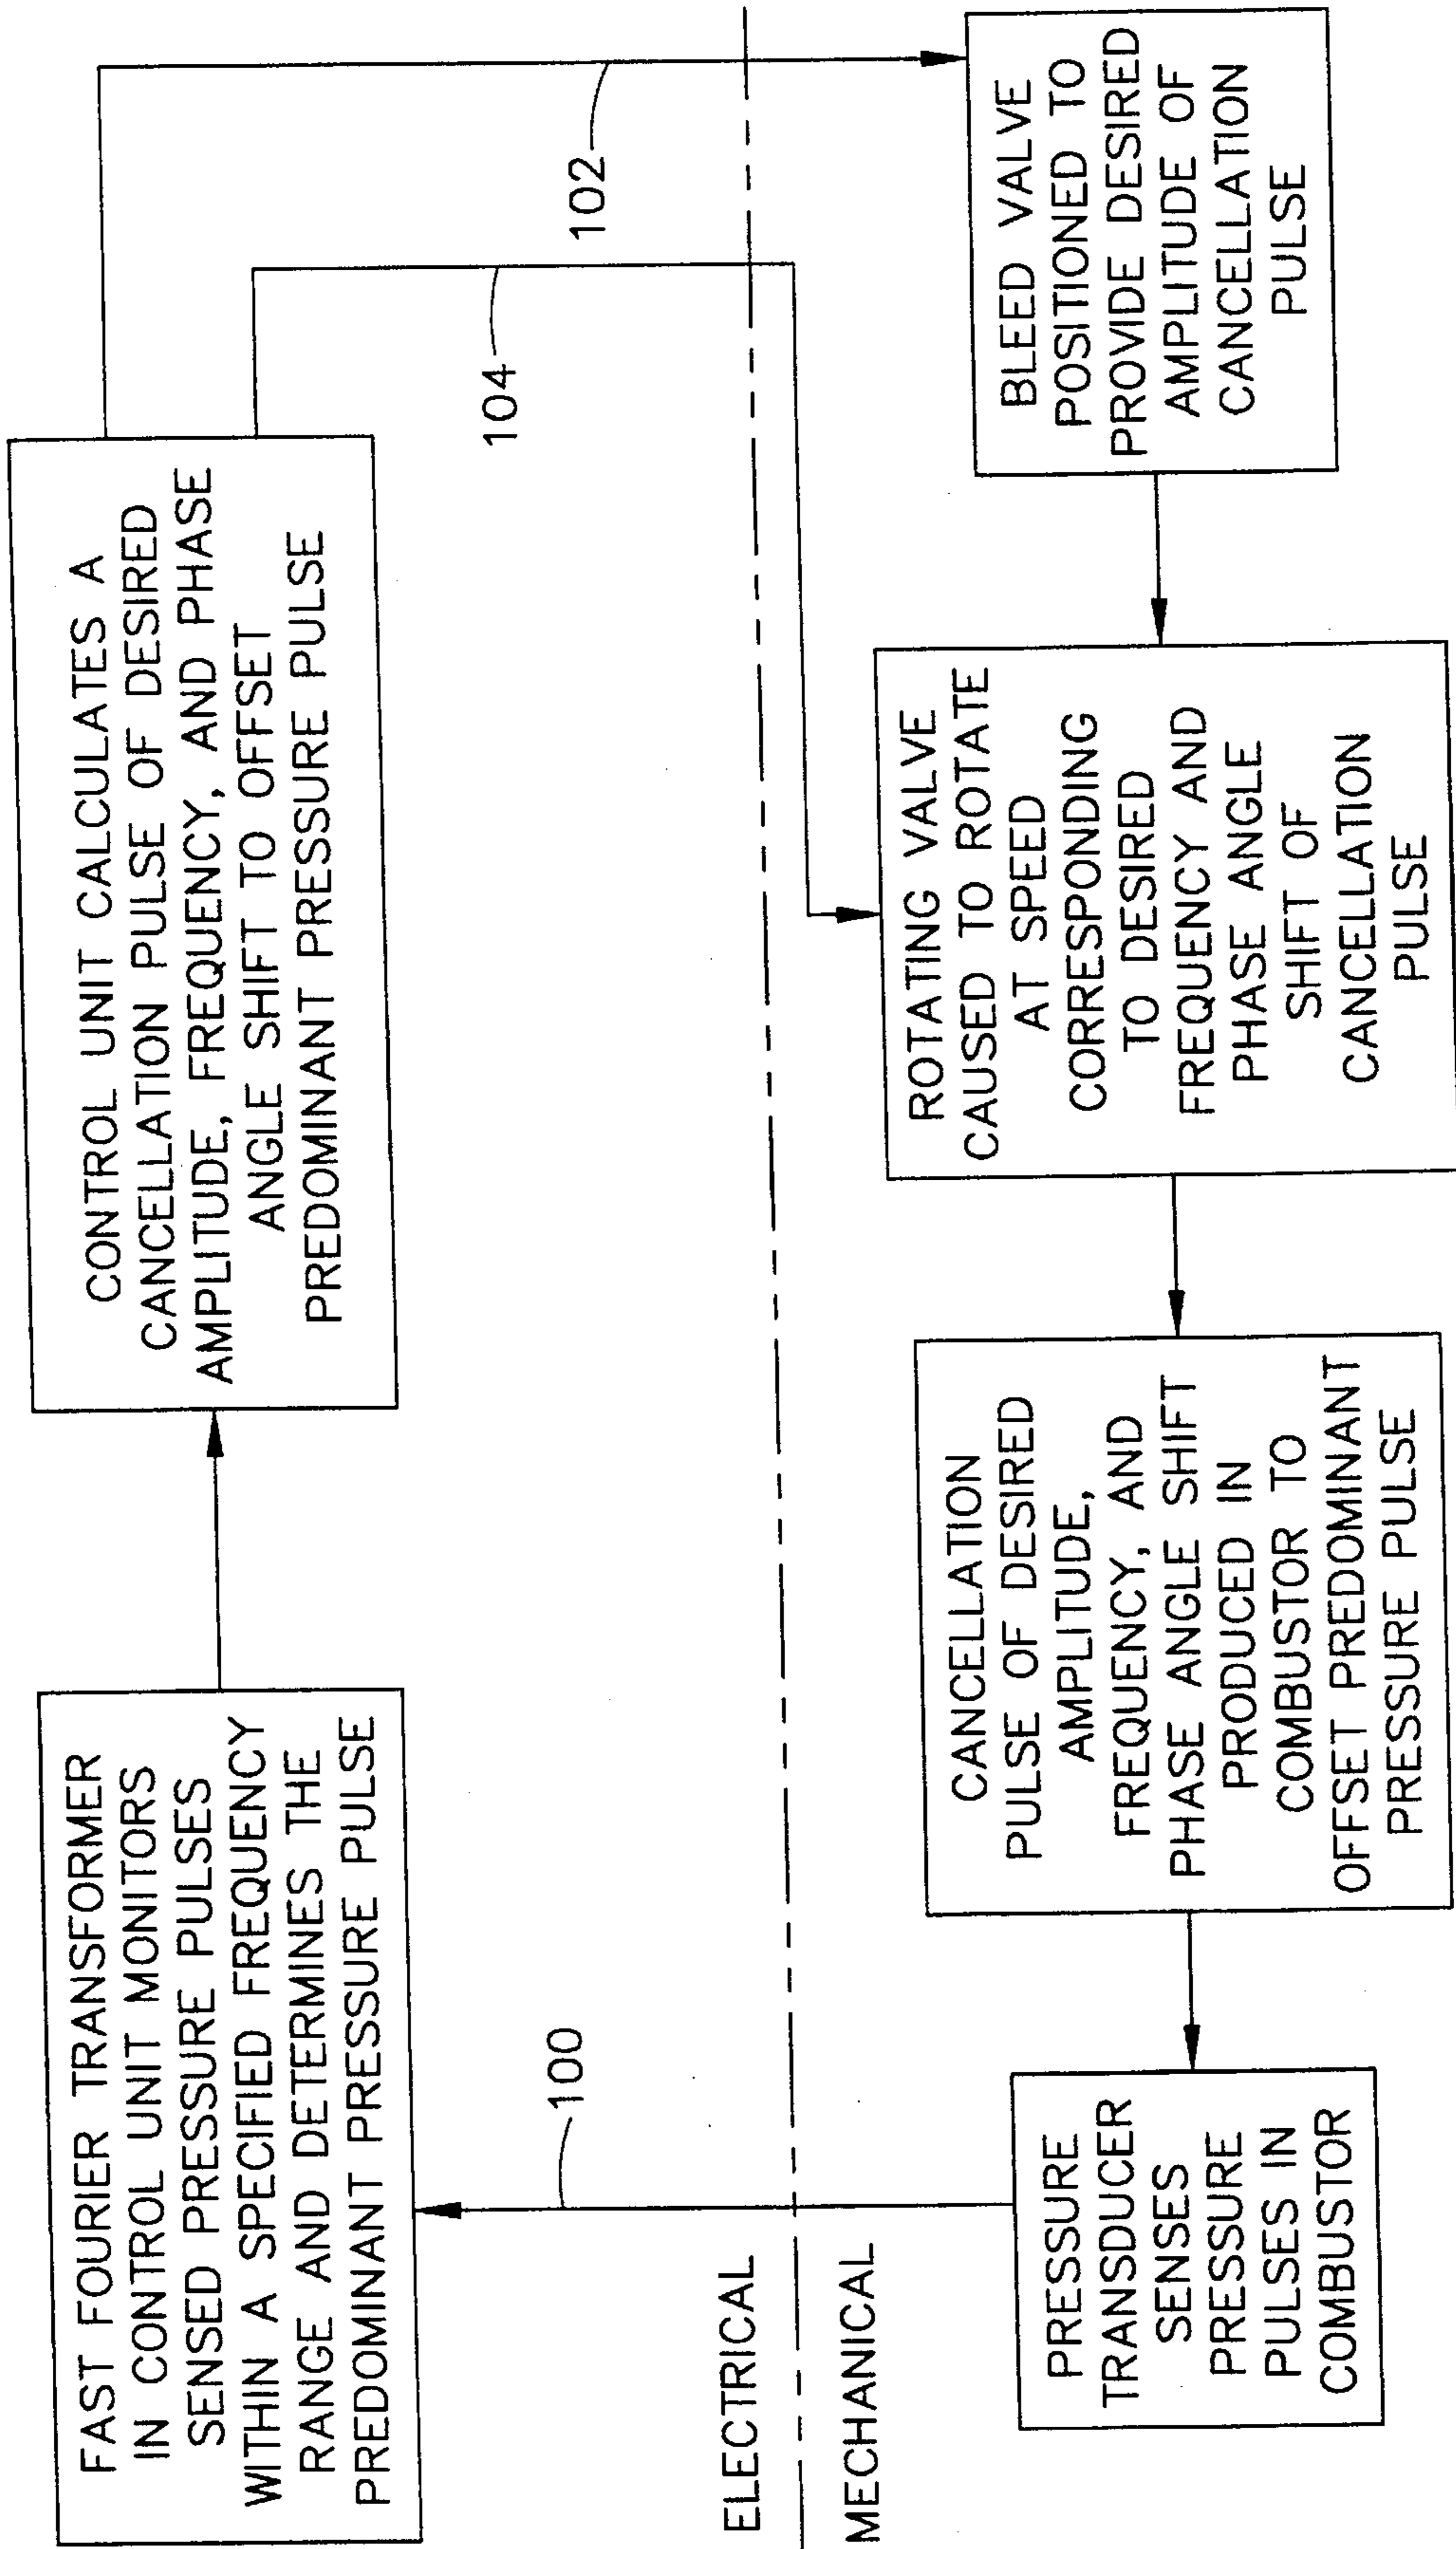 FAST FOURIER TRANSFORMER
IN CONTROL UNIT MONITORS
SENSED PRESSURE PULSES
WITHIN A SPECIFIED FREQUENCY
RANGE AND DETERMINES THE
PREDOMINANT PRESSURE PULSE
CONTROL UNIT CALCULATES A
CANCELLATION PULSE OF DESIRED
AMPLITUDE, FREQUENCY, AND PHASE
ANGLE SHIFT TO OFFSET
PREDOMINANT PRESSURE PULSE
100
104
102
ELECTRICAL
MECHANICAL
PRESSURE
TRANSDUCER
SENSES
PRESSURE
PULSES IN
COMBUSTOR
CANCELLATION
PULSE OF DESIRED
AMPLITUDE,
FREQUENCY, AND
PHASE ANGLE SHIFT
PRODUCED IN
COMBUSTOR TO
OFFSET PREDOMINANT
PRESSURE PULSE
ROTATING VALVE
CAUSED TO ROTATE
AT SPEED
CORRESPONDING
TO DESIRED
FREQUENCY AND
PHASE ANGLE
SHIFT OF
CANCELLATION
PULSE
BLEED VALVE
POSITIONED TO
PROVIDE DESIRED
AMPLITUDE OF
CANCELLATION
PULSE